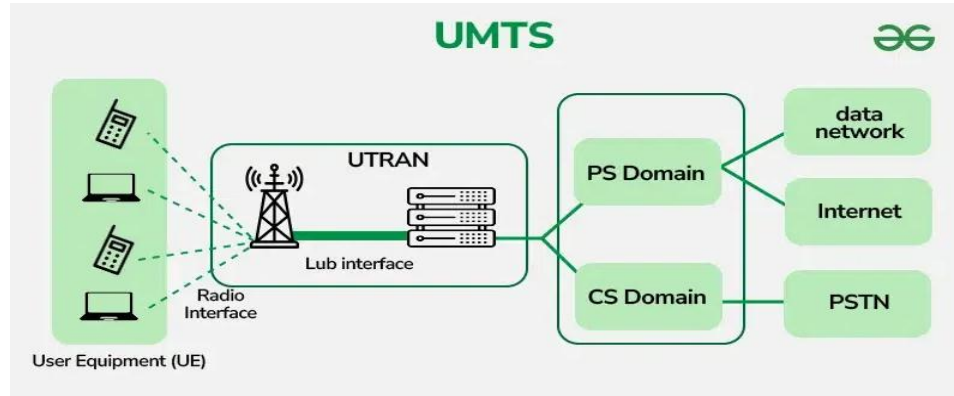 UMTS
UTRAN
PS Domain
CS Domain
data
network
Internet
PSTN
Lub interface
Radio
Interface
User Equipment (UE)